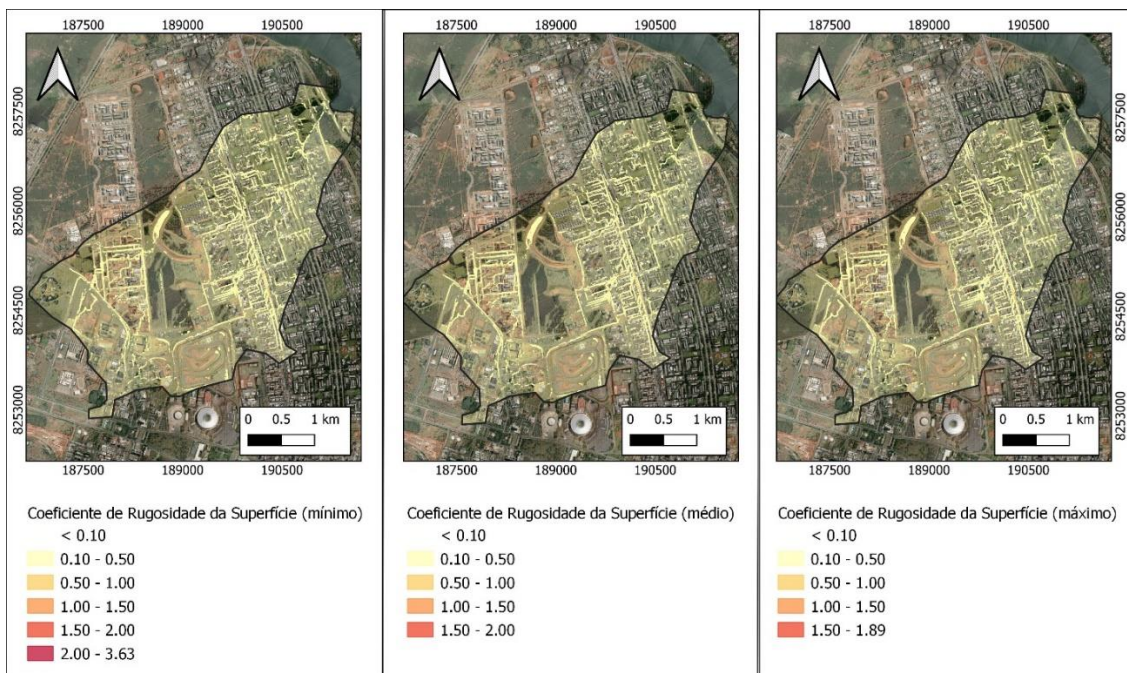 187500 189000 190500
187500 189000 190500
187500 189000 190500
8257500
8256000
8254500
8253000
8257500
8256000
8254500
8253000
0 0.5 1 km
0 0.5 1 km
0 0.5 1 km
187500 189000 190500
187500 189000 190500
187500 189000 190500
Coeficiente de Rugosidade da Superfície (mínimo)
< 0.10
0.10 - 0.50
0.50 - 1.00
1.00 - 1.50
1.50 - 2.00
2.00 - 3.63
Coeficiente de Rugosidade da Superfície (médio)
< 0.10
0.10 - 0.50
0.50 - 1.00
1.00 - 1.50
1.50 - 2.00
Coeficiente de Rugosidade da Superfície (máximo)
< 0.10
0.10 - 0.50
0.50 - 1.00
1.00 - 1.50
1.50 - 1.89